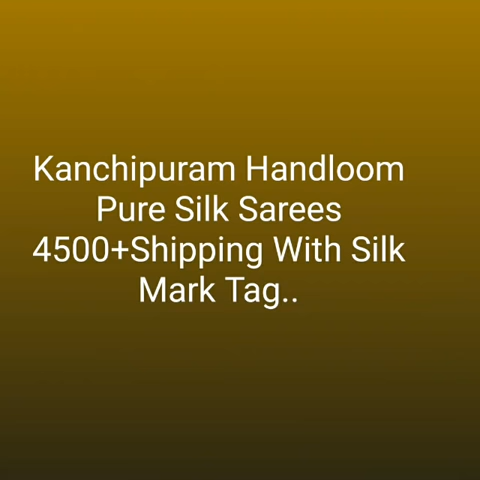 Kanchipuram Handloom
Pure Silk Sarees
4500+Shipping With Silk
Mark Tag..